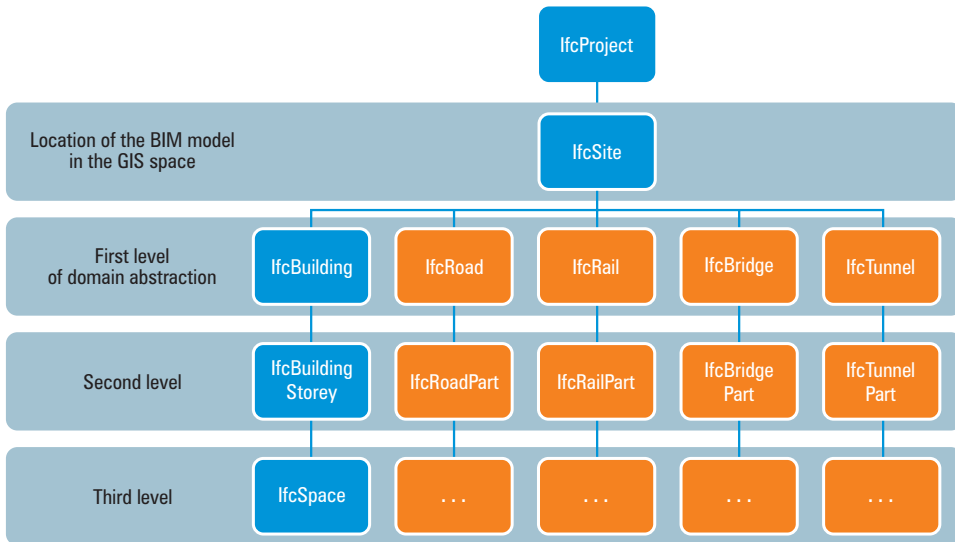 IfcProject
Location of the BIM model
in the GIS space
IfcSite
First level
of domain abstraction
IfcBuilding
IfcRoad
IfcRail
IfcBridge
IfcTunnel
Second level
IfcBuilding
Storey
IfcRoadPart
IfcRailPart
IfcBridge
Part
IfcTunnel
Part
Third level
IfcSpace
. . .
. . .
. . .
. . .